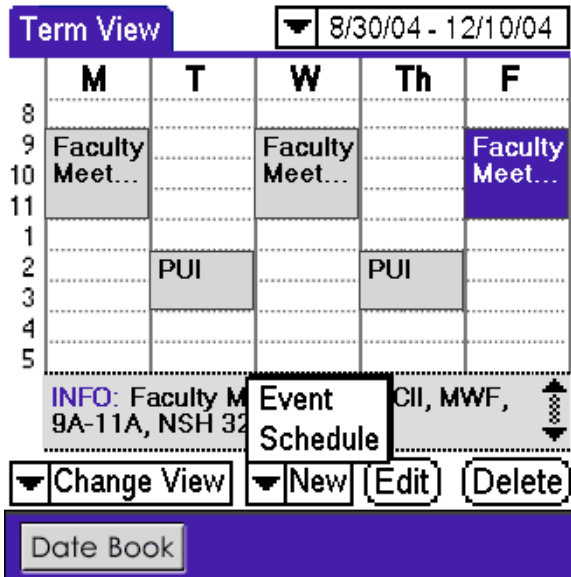 Term View
8/30/04 - 12/10/04
M T W Th F
8
9
10
11
1
2
3
4
5
Faculty
Meet...
Faculty
Meet...
Faculty
Meet...
PUI
PUI
INFO: Faculty M CII, MWF,
9A-11A, NSH 32
Event
Schedule
Change View
New
Edit
Delete
Date Book